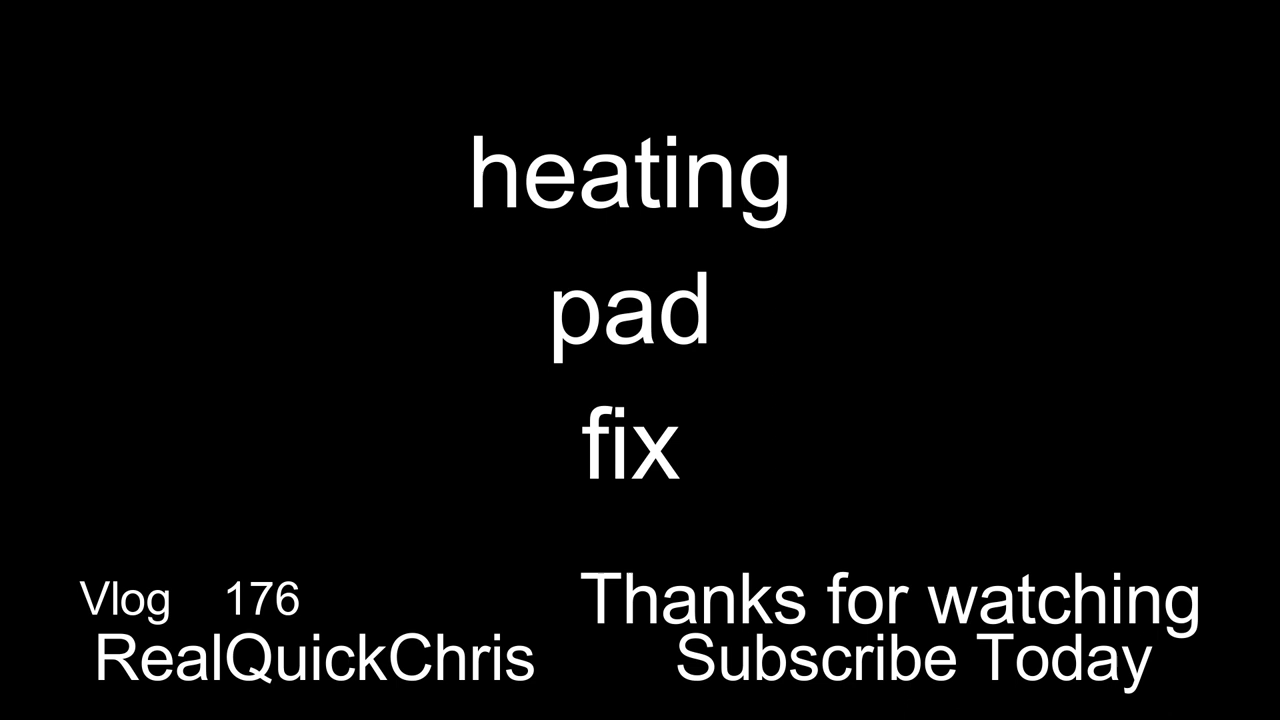 heating
pad
fix
Vlog 176
RealQuickChris
Thanks for watching
Subscribe Today